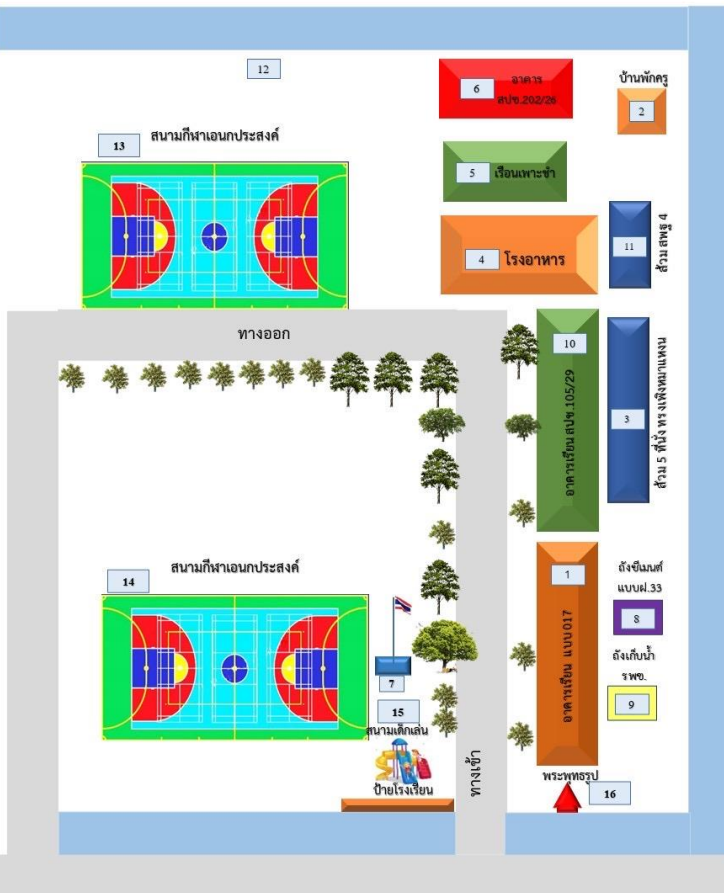 12
6
อาคาร
สปช.202/26
บ้านพักครู
2
13
สนามกีฬาเอนกประสงค์
5
เรือนเพาะชำ
11
ส้วม สพฐ 4
4
โรงอาหาร
ทางออก
10
อาคารเรียน สปช.105/29
3
ส้วม 5 ที่นั่ง ทรงเพิงหมาแหงน
14
สนามกีฬาเอนกประสงค์
1
อาคารเรียน แบบ 017
ถังซีเมนต์
แบบฝ.33
8
ถังเก็บน้ำ
รพช.
9
7
15
สนามเด็กเล่น
ป้ายโรงเรียน
ทางเข้า
พระพุทธรูป
16